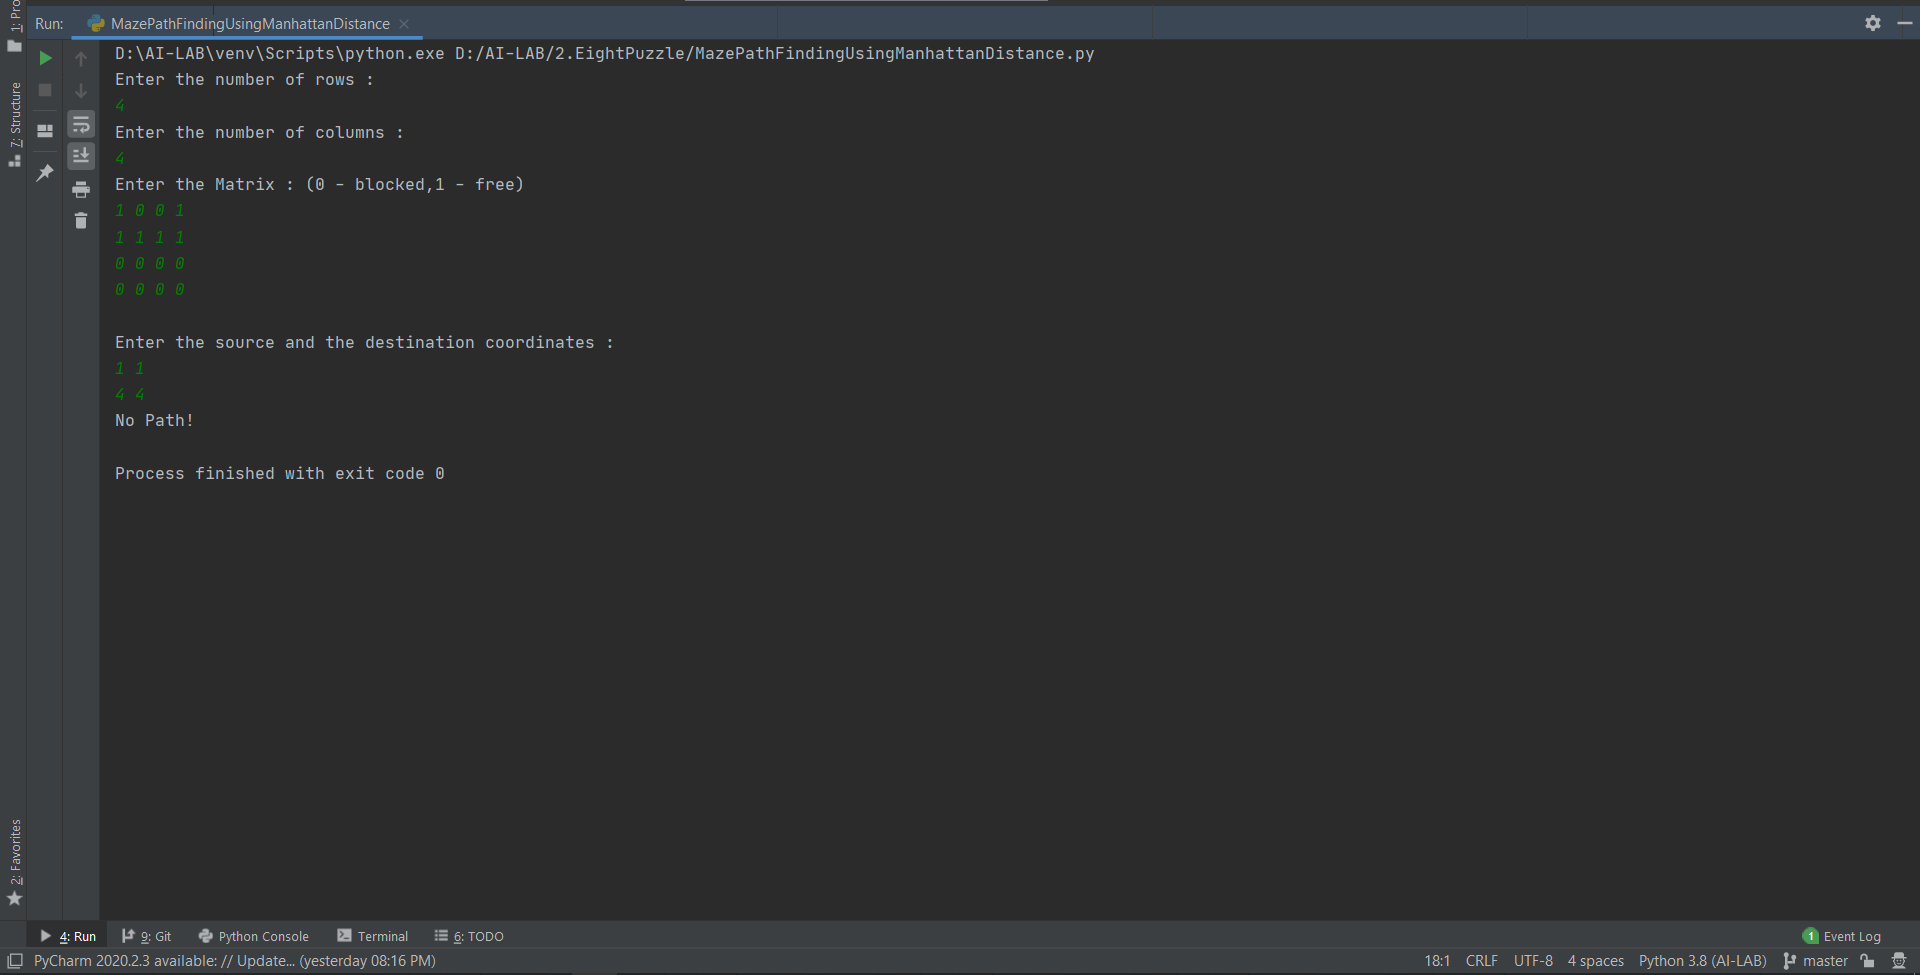 Run: MazePathFindingUsingManhattanDistance
1: Pro
7: Structure
2: Favorites
D:\AI-LAB\venv\Scripts\python.exe D:/AI-LAB/2.EightPuzzle/MazePathFindingUsingManhattanDistance.py
Enter the number of rows :
4
Enter the number of columns :
4
Enter the Matrix : (0 - blocked,1 - free)
1 0 0 1
1 1 1 1
0 0 0 0
0 0 0 0
Enter the source and the destination coordinates :
1 1
4 4
No Path!
Process finished with exit code 0
4: Run 9: Git Python Console Terminal 6: TODO 1 Event Log
PyCharm 2020.2.3 available: // Update... (yesterday 08:16 PM) 18:1 CRLF UTF-8 4 spaces Python 3.8 (AI-LAB) master